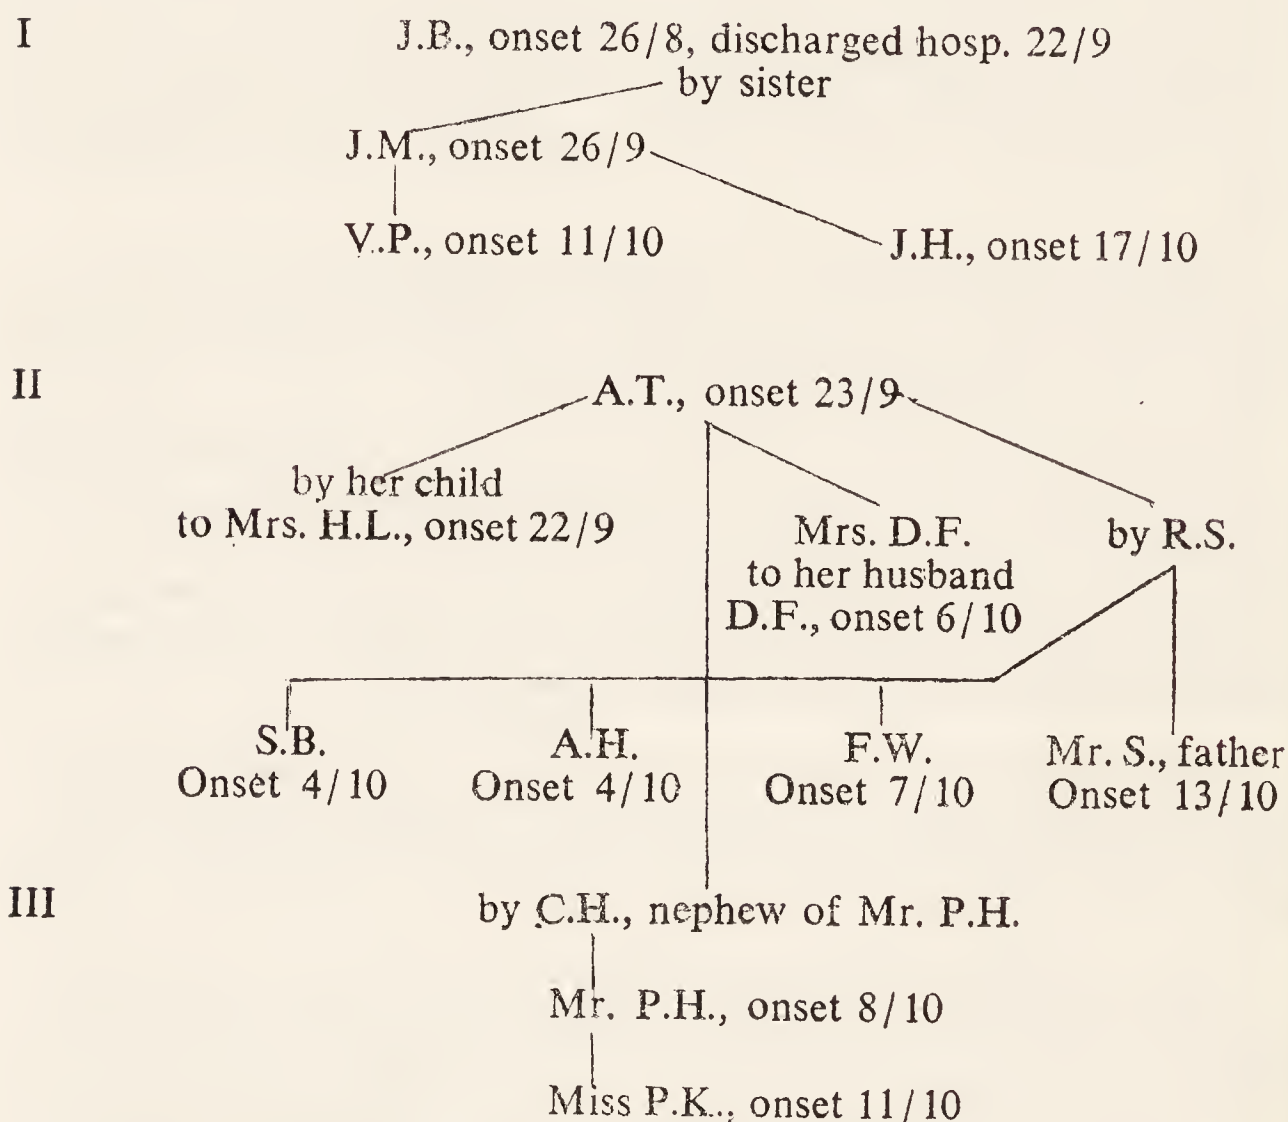 I J.B., onset 26/8, discharged hosp. 22/9
by sister
J.M., onset 26/9
V.P., onset 11/10 J.H., onset 17/10
II A.T., onset 23/9
by her child
to Mrs. H.L., onset 22/9
Mrs. D.F.
to her husband
D.F., onset 6/10
by R.S.
S.B.
Onset 4/10
A.H.
Onset 4/10
F.W.
Onset 7/10
Mr. S., father
Onset 13/10
III by C.H., nephew of Mr. P.H.
Mr. P.H., onset 8/10
Miss P.K., onset 11/10